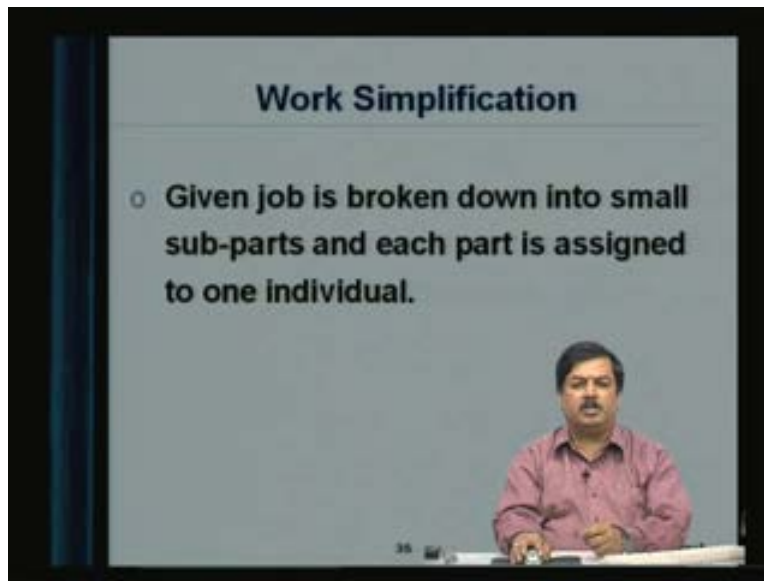 Work Simplification
o Given job is broken down into small
sub-parts and each part is assigned
to one individual.
35